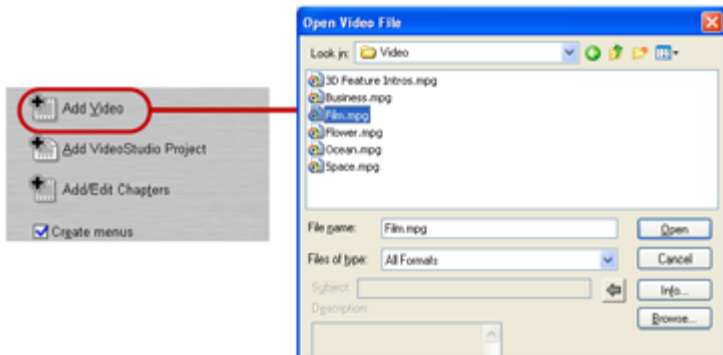 Add Video
Add VideoStudio Project
Add/Edit Chapters
Create menus
Open Video File
Look in: Video
3D Feature Intros.mpg
Business.mpg
Film.mpg
Flower.mpg
Ocean.mpg
Space.mpg
File name: Film.mpg Open
Files of type: All Formats Cancel
Subject: Info...
Description: Browse...